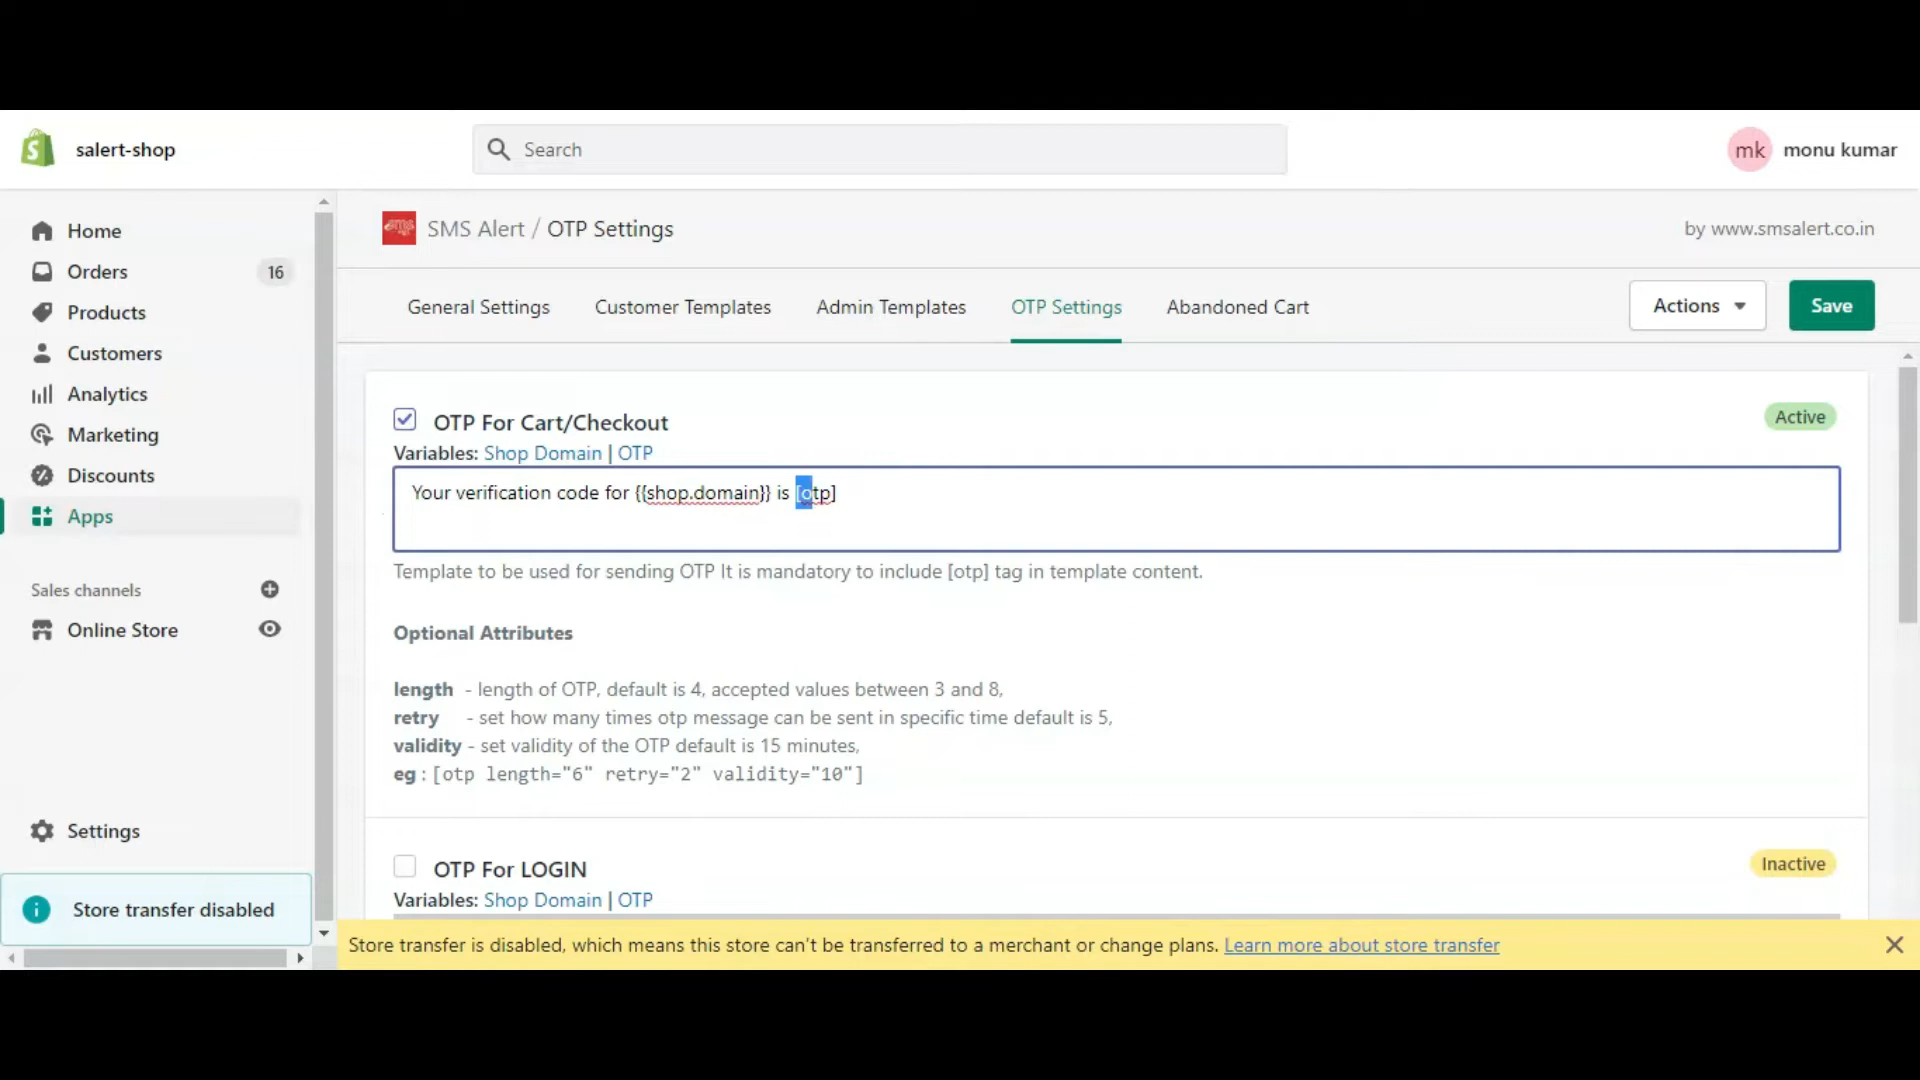 salert-shop
Search
mk monu kumar
Home
Orders 16
Products
Customers
Analytics
Marketing
Discounts
Apps
Sales channels
Online Store
Settings
Store transfer disabled
SMS Alert / OTP Settings
by www.smsalert.co.in
General Settings Customer Templates Admin Templates OTP Settings Abandoned Cart
Actions Save
OTP For Cart/Checkout Active
Variables: Shop Domain | OTP
Your verification code for {{shop.domain}} is [otp]
Template to be used for sending OTP It is mandatory to include [otp] tag in template content.
Optional Attributes
length - length of OTP, default is 4, accepted values between 3 and 8,
retry - set how many times otp message can be sent in specific time default is 5,
validity - set validity of the OTP default is 15 minutes,
eg : [otp length="6" retry="2" validity="10"]
OTP For LOGIN Inactive
Variables: Shop Domain | OTP
Store transfer is disabled, which means this store can't be transferred to a merchant or change plans. Learn more about store transfer